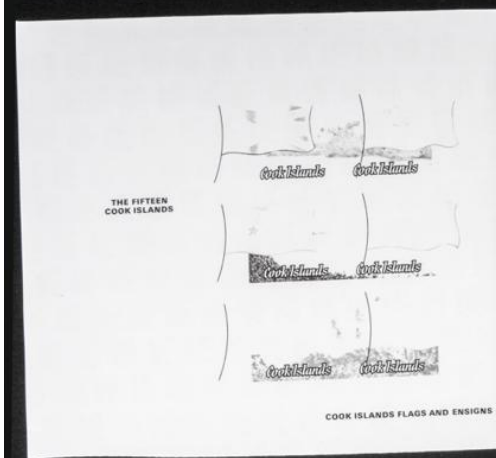 Cook Islands Cook Islands
THE FIFTEEN
COOK ISLANDS
Cook Islands Cook Islands
Cook Islands Cook Islands
COOK ISLANDS FLAGS AND ENSIGNS